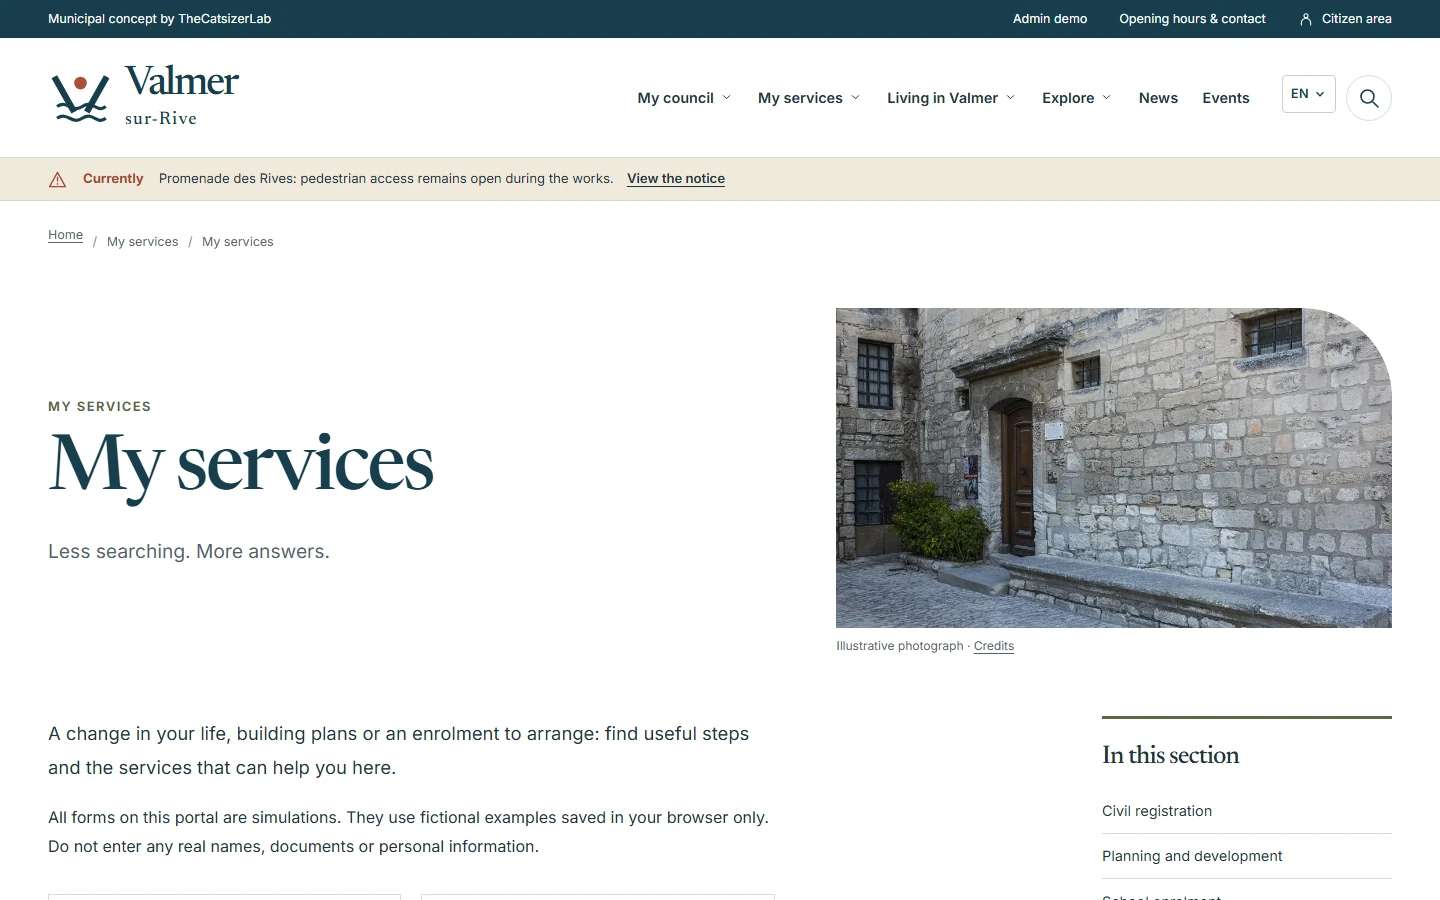 Municipal concept by TheCatsizerLab
Admin demo
Opening hours & contact
Citizen area
Valmer
sur-Rive
My council
My services
Living in Valmer
Explore
News
Events
EN
Currently Promenade des Rives: pedestrian access remains open during the works. View the notice
Home / My services / My services
MY SERVICES
My services
Less searching. More answers.
Illustrative photograph · Credits
A change in your life, building plans or an enrolment to arrange: find useful steps
and the services that can help you here.
All forms on this portal are simulations. They use fictional examples saved in your browser only.
Do not enter any real names, documents or personal information.
In this section
Civil registration
Planning and development
School enrolment